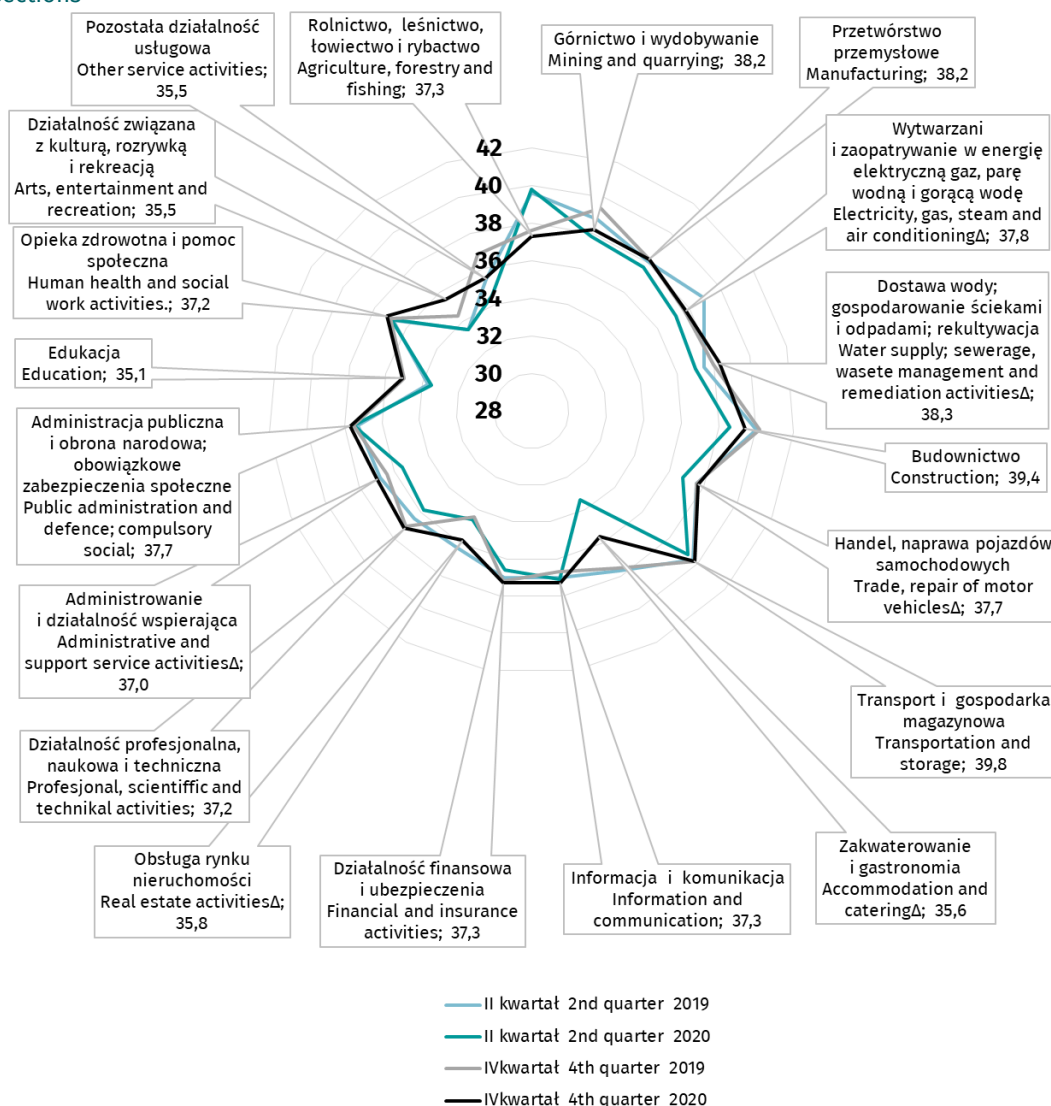 Pozostała działalność
usługowa
Other service activities;
35,5
Rolnictwo,  leśnictwo,
łowiectwo i rybactwo
Agriculture, forestry and
fishing;  37,3
Górnictwo i wydobywanie
Mining and quarrying;  38,2
Przetwórstwo
przemysłowe
Manufacturing;  38,2
Działalność związana
z kulturą, rozrywką
i rekreacją
Arts, entertainment and
recreation; 35,5
Wytwarzani
i zaopatrywanie w energię
elektryczną gaz, parę
wodną i gorącą wodę
Electricity, gas, steam and
air conditioningΔ;  37,8
Opieka zdrowotna i pomoc
społeczna
Human health and social
work activities.;  37,2
Dostawa wody;
gospodarowanie ściekami
i odpadami; rekultywacja
Water supply; sewerage,
wasete management and
remediation activitiesΔ;
38,3
Edukacja
Education;  35,1
Administracja publiczna
i obrona narodowa;
obowiązkowe
zabezpieczenia społeczne
Public administration and
defence; compulsory
social; 37,7
Budownictwo
Construction;  39,4
Handel, naprawa pojazdów
samochodowych
Trade, repair of motor
vehiclesΔ;  37,7
Administrowanie
i działalność wspierająca
Administrative and
support service activitiesΔ;
37,0
Transport i  gospodarka
magazynowa
Transportation and
storage;  39,8
Działalność profesjonalna,
naukowa i techniczna
Profesjonal, scientiffic and
technikal activities;  37,2
Obsługa rynku
nieruchomości
Real estate activitiesΔ;
35,8
Działalność finansowa
i ubezpieczenia
Financial and insurance
activities;  37,3
Informacja  i  komunikacja
Information and
communication;  37,3
Zakwaterowanie
i gastronomia
Accommodation and
cateringΔ;  35,6
42
40
38
36
34
32
30
28
II kwartał  2nd quarter  2019
II kwartał  2nd quarter  2020
IVkwartał  4th quarter  2019
IVkwartał  4th quarter  2020